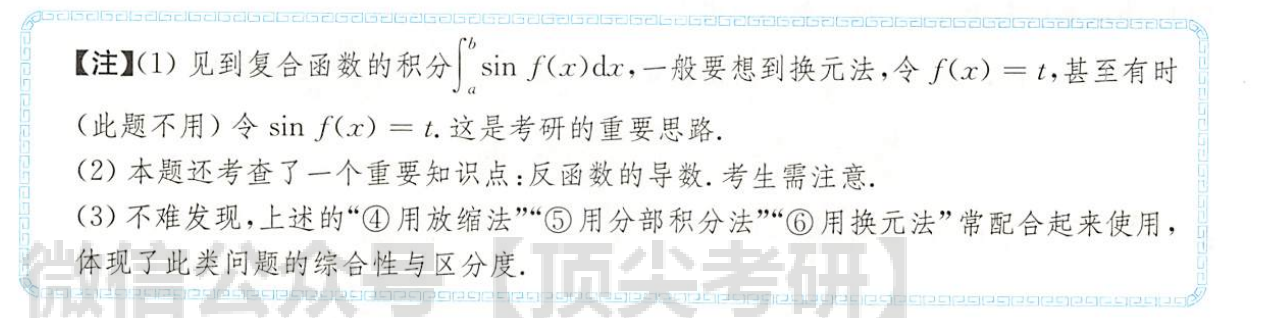 【注】(1) 见到复合函数的积分∫ₐᵇ sin f(x)dx,一般要想到换元法,令 f(x) = t,甚至有时
(此题不用) 令 sin f(x) = t. 这是考研的重要思路.
(2) 本题还考查了一个重要知识点:反函数的导数. 考生需注意.
(3) 不难发现,上述的“④ 用放缩法”“⑤ 用分部积分法”“⑥ 用换元法”常配合起来使用,
体现了此类问题的综合性与区分度.
微信公众号【顶尖考研】